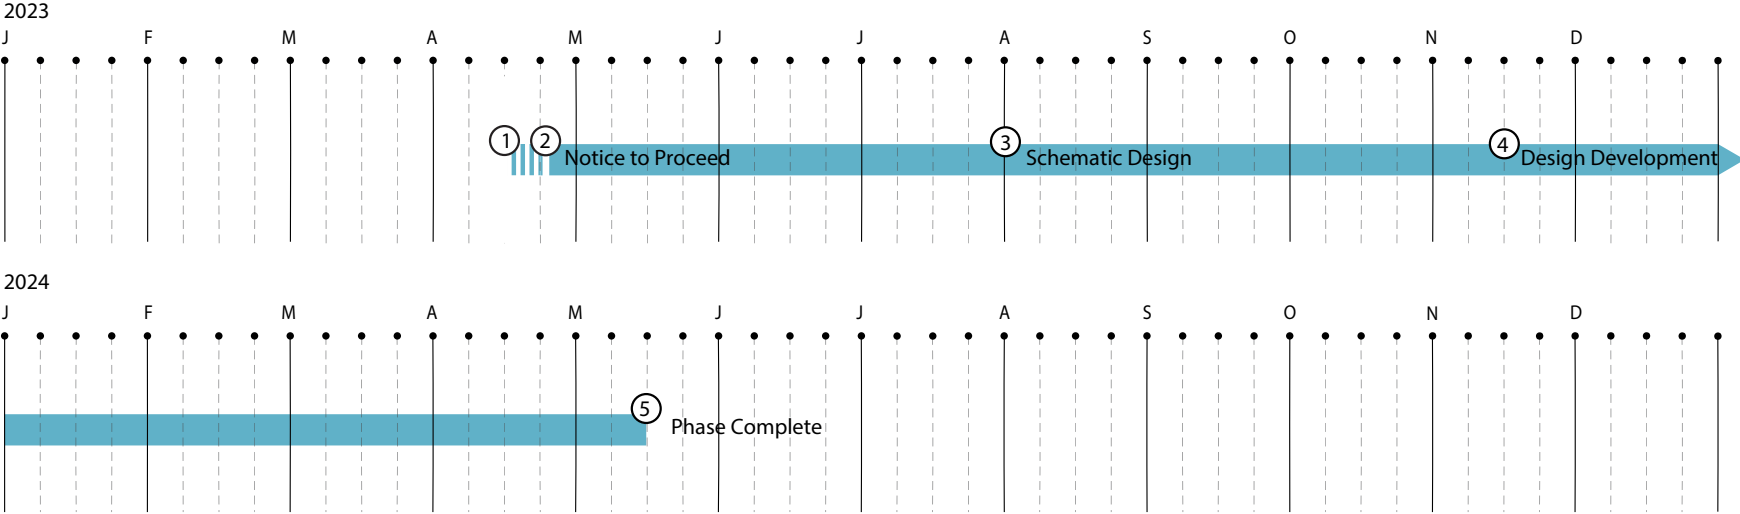 2023
J F M A M J J A S O N D
1 2 Notice to Proceed 3 Schematic Design 4 Design Development
2024
J F M A M J J A S O N D
5 Phase Complete